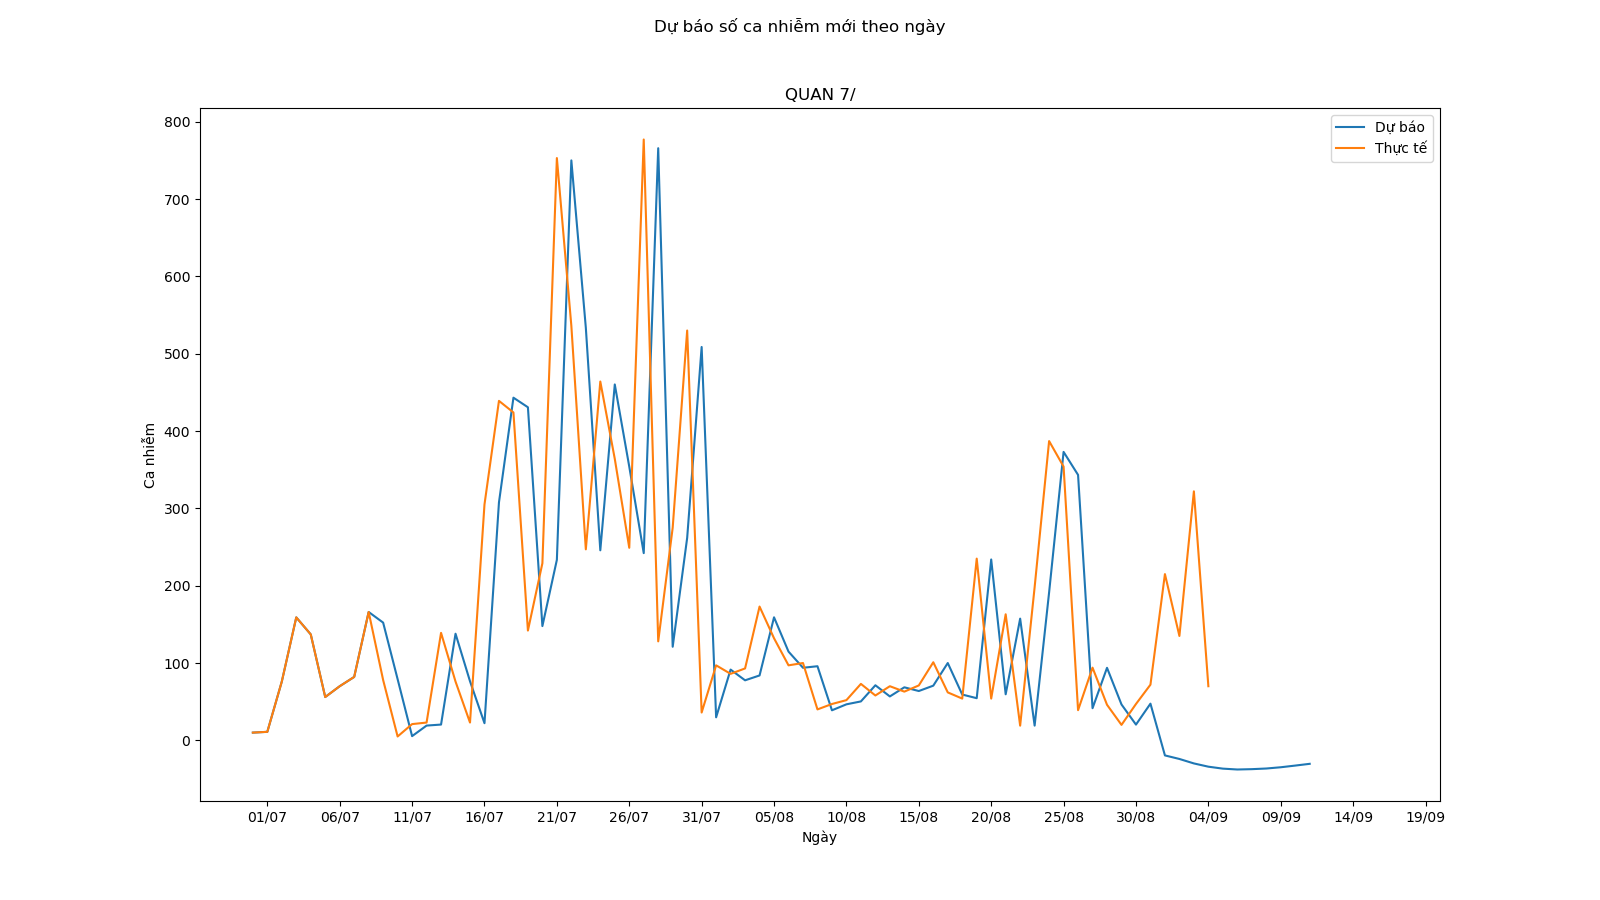 Dự báo số ca nhiễm mới theo ngày
QUAN 7/
Dự báo
Thực tế
800
700
600
500
400
300
200
100
0
Ca nhiễm
01/07 06/07 11/07 16/07 21/07 26/07 31/07 05/08 10/08 15/08 20/08 25/08 30/08 04/09 09/09 14/09 19/09
Ngày